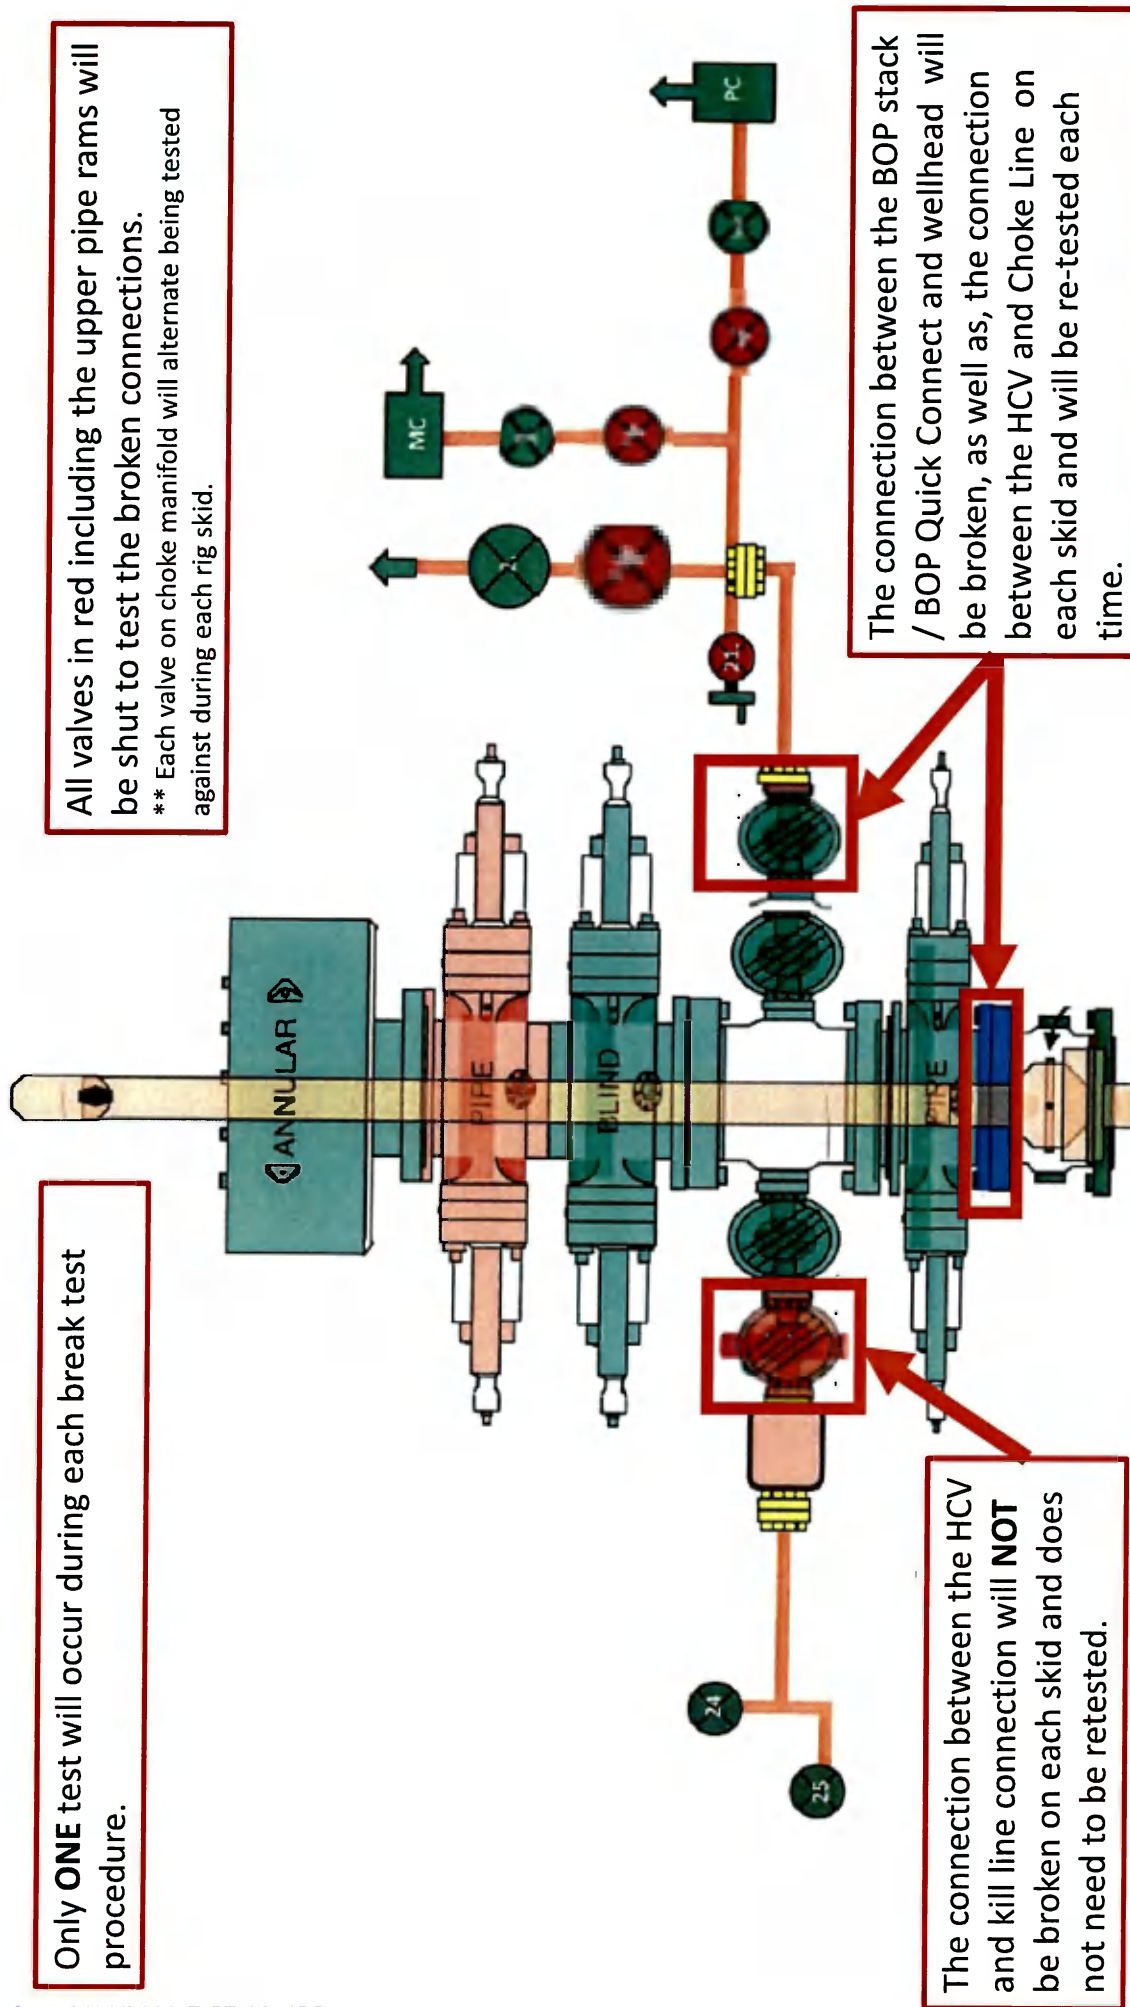 Only ONE test will occur during each break test
procedure.
All valves in red including the upper pipe rams will
be shut to test the broken connections.
** Each valve on choke manifold will alternate being tested
against during each rig skid.
ANNULAR
PIPE
BLIND
PIPE
MC
PC
21
24
25
The connection between the HCV
and kill line connection will NOT
be broken on each skid and does
not need to be retested.
The connection between the BOP stack
/ BOP Quick Connect and wellhead will
be broken, as well as, the connection
between the HCV and Choke Line on
each skid and will be re-tested each
time.